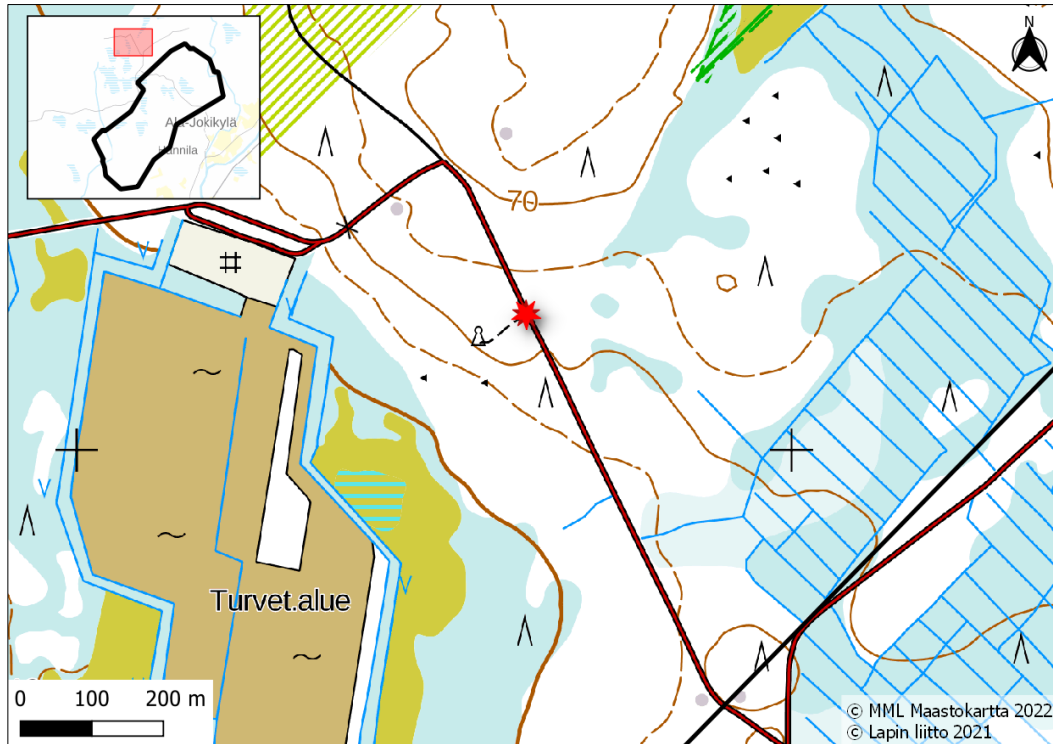 N
Ala-Jokikylä
Hannila
70
Turvet.alue
0 100 200 m
© MML Maastokartta 2022
© Lapin liitto 2021